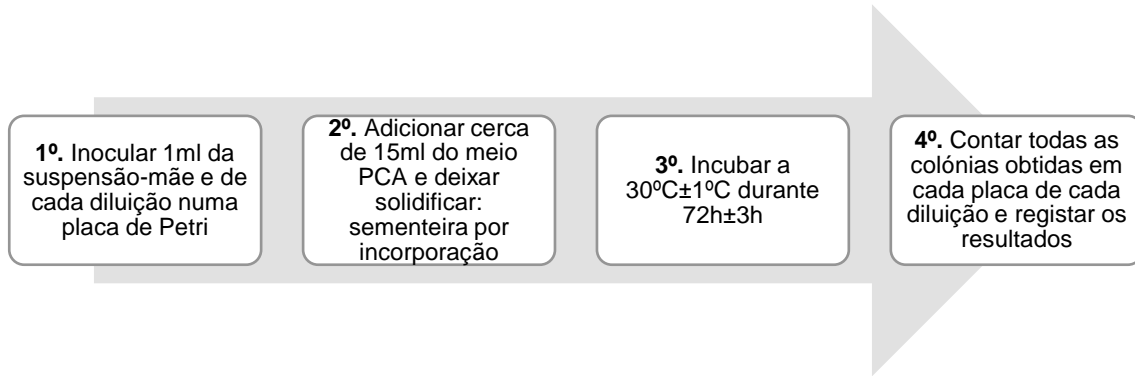 1º. Inocular 1ml da
suspensão-mãe e de
cada diluição numa
placa de Petri
2º. Adicionar cerca
de 15ml do meio
PCA e deixar
solidificar:
sementeira por
incorporação
3º. Incubar a
30ºC±1ºC durante
72h±3h
4º. Contar todas as
colónias obtidas em
cada placa de cada
diluição e registar os
resultados